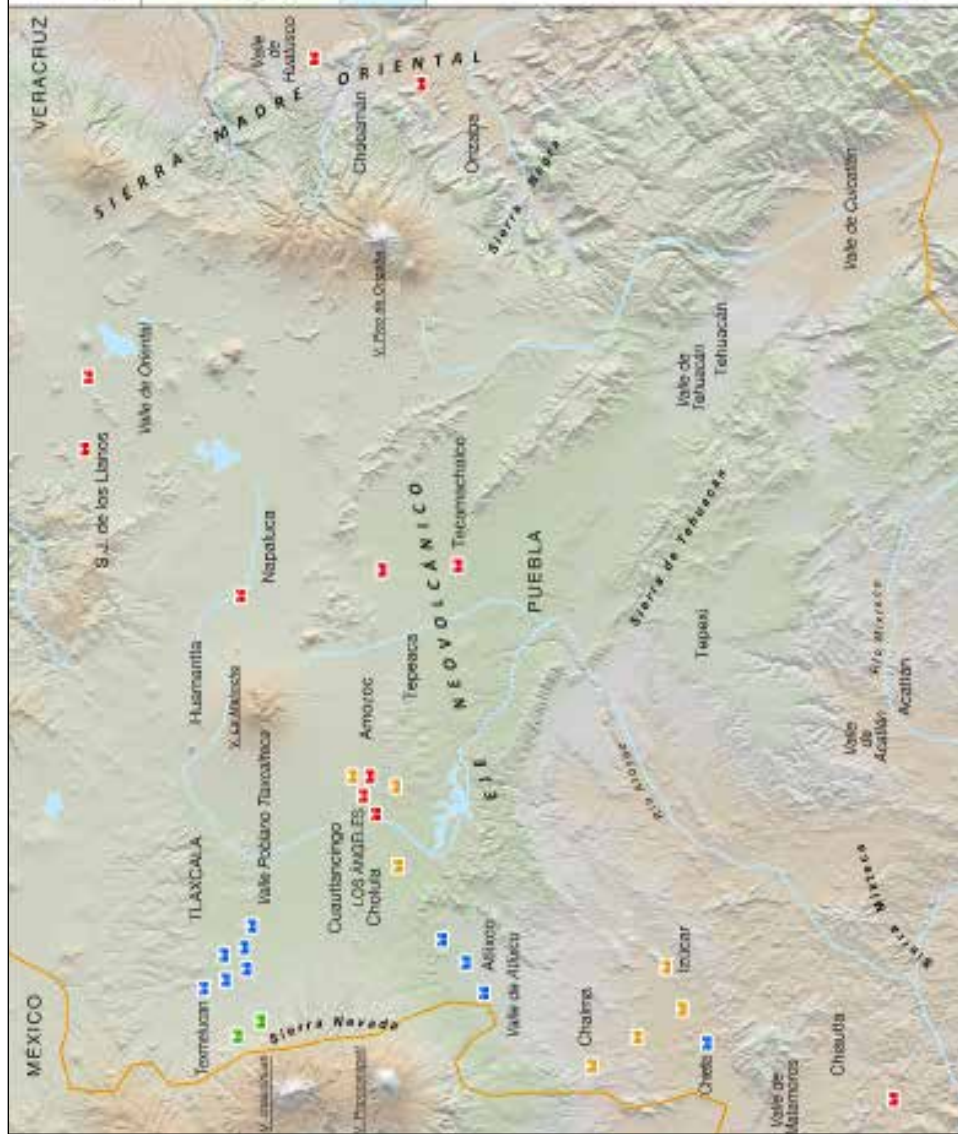 MÉXICO
VERACRUZ
TLAXCALA
PUEBLA
SIERRA MADRE ORIENTAL
EJE NEOVOLCÁNICO
Texmelucan
Huamantla
S.J. de los Llanos
Valle de Oriental
Valle
de
Huatusco
Chocamán
Orizaba
V. Pico de Orizaba
Sierra Negra
Valle Poblano Tlaxcalteca
V. La Malinche
Nopaluca
Sierra Nevada
V. Popocatépetl
Cuautlancingo
LOS ÁNGELES
Cholula
Amozoc
Tepeaca
Tecamachalco
Atlixco
Valle de Atlixco
Chalma
Izúcar
Chietla
Valle de
Matamoros
Chiautla
Río Atoyac
Sierra de Tehuacán
Tepexi
Valle de
Tehuacán
Tehuacán
Valle de Cuicatlán
Río Mixteco
Valle
de
Acatlán
Acatlán
Sierra Mixteca